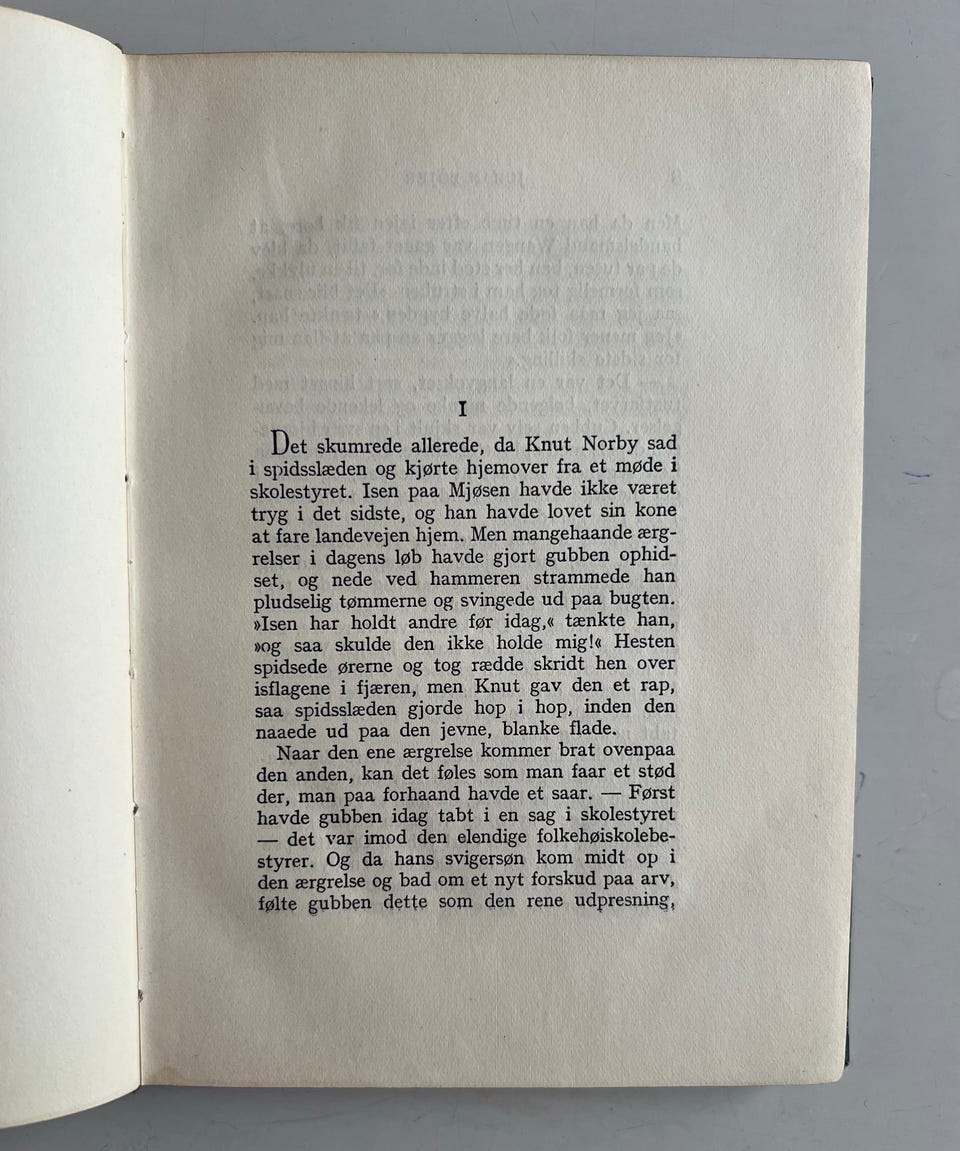 I
Det skumrede allerede, da Knut Norby sad
i spidsslæden og kjørte hjemover fra et møde i
skolestyret. Isen paa Mjøsen havde ikke været
tryg i det sidste, og han havde lovet sin kone
at fare landevejen hjem. Men mangehaande ærg-
relser i dagens løb havde gjort gubben ophid-
set, og nede ved hammeren strammede han
pludselig tømmerne og svingede ud paa bugten.
»Isen har holdt andre før idag,« tænkte han,
»og saa skulde den ikke holde mig!« Hesten
spidsede ørerne og tog rædde skridt hen over
isflagene i fjæren, men Knut gav den et rap,
saa spidsslæden gjorde hop i hop, inden den
naaede ud paa den jevne, blanke flade.
Naar den ene ærgrelse kommer brat ovenpaa
den anden, kan det føles som man faar et stød
der, man paa forhaand havde et saar. — Først
havde gubben idag tabt i en sag i skolestyret
— det var imod den elendige folkehøiskolebe-
styrer. Og da hans svigersøn kom midt op i
den ærgrelse og bad om et nyt forskud paa arv,
følte gubben dette som den rene udpresning,